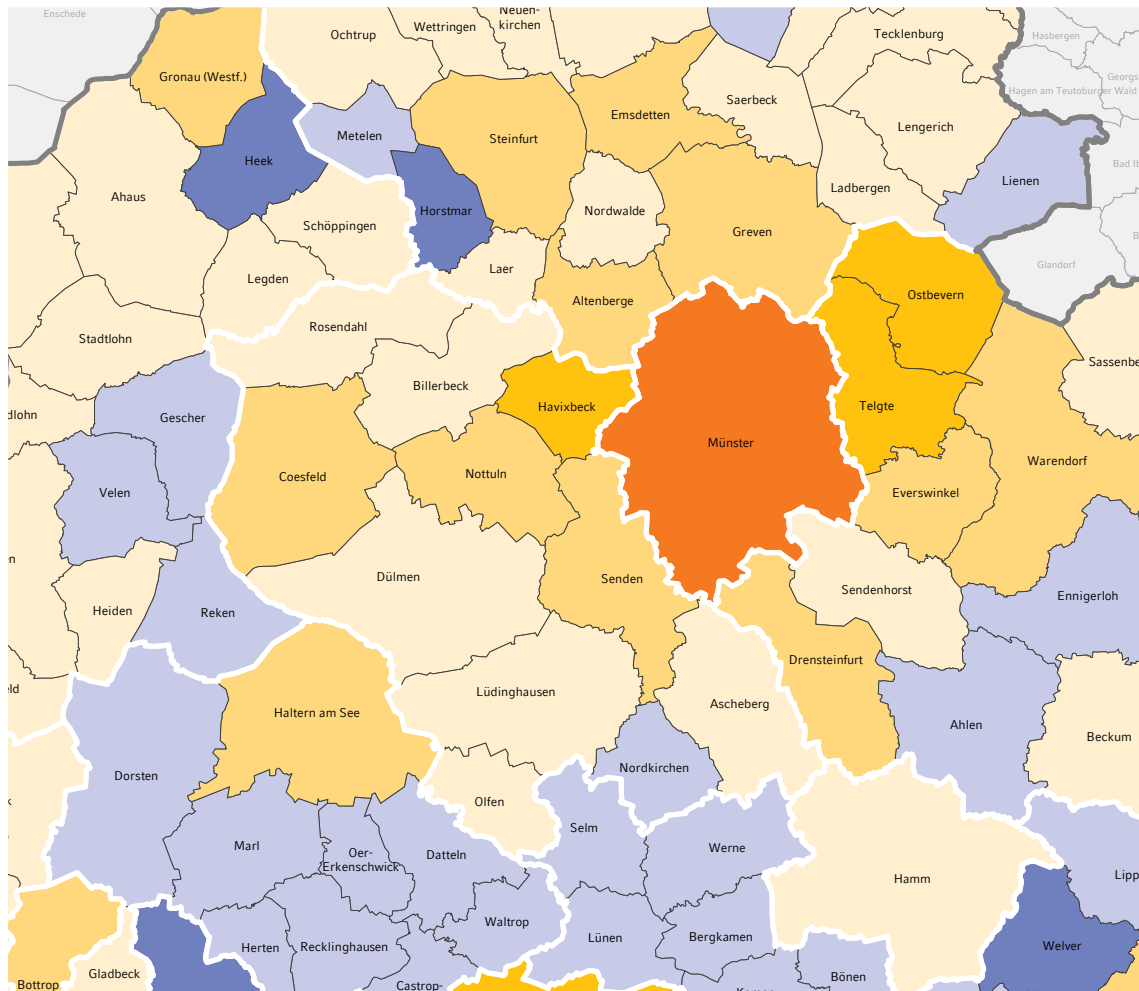 Enschede
Ochtrup
Wettringen
Neuen-
kirchen
Tecklenburg
Hasbergen
Gronau (Westf.)
Georgs
Hagen am Teutoburger Wald
Saerbeck
Emsdetten
Lengerich
Metelen
Steinfurt
Heek
Bad Ib
Lienen
Ladbergen
Ahaus
Horstmar
Nordwalde
Schöppingen
Greven
B
Glandorf
Laer
Legden
Altenberge
Ostbevern
Rosendahl
Stadtlohn
Sassenbe
Billerbeck
Havixbeck
Telgte
dlohn
Gescher
Münster
Warendorf
Nottuln
Coesfeld
Velen
Everswinkel
en
Dülmen
Senden
Sendenhorst
Ennigerloh
Heiden
Reken
Drensteinfurt
eld
Lüdinghausen
Ascheberg
Haltern am See
Ahlen
Beckum
Nordkirchen
Dorsten
k
Olfen
Selm
Marl
Werne
Oer-
Erkenschwick
Datteln
Lipp
Hamm
Waltrop
Herten
Recklinghausen
Lünen
Bergkamen
Welver
Gladbeck
Bönen
Bottrop
Castrop-